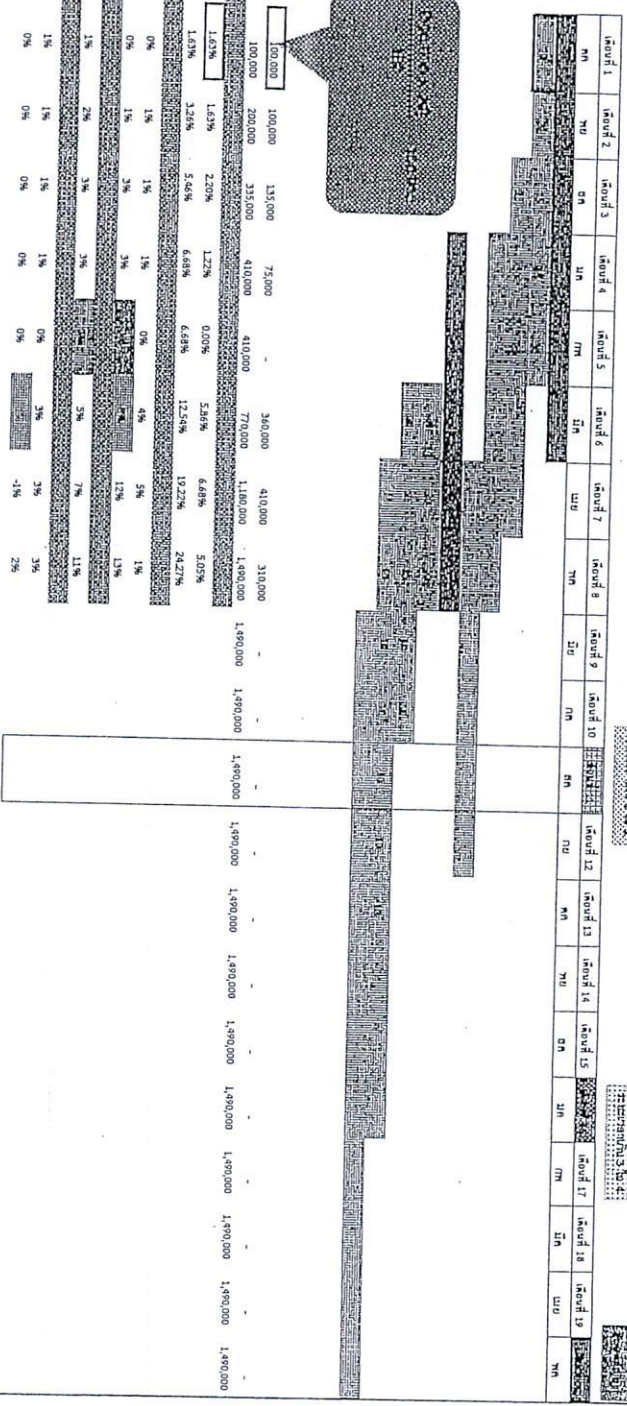 เดือนที่ 1 เดือนที่ 2 เดือนที่ 3 เดือนที่ 4 เดือนที่ 5 เดือนที่ 6 เดือนที่ 7 เดือนที่ 8 เดือนที่ 9 เดือนที่ 10 เดือนที่ 12 เดือนที่ 13 เดือนที่ 14 เดือนที่ 15 เดือนที่ 17 เดือนที่ 18 เดือนที่ 19
ตค พย ธค มค กพ มีค เมย พค มิย กค สค กย ตค พย ธค มค กพ มีค เมย พค
100,000 100,000 135,000 75,000 - 360,000 410,000 310,000 - - - - - - - - - - - -
100,000 200,000 335,000 410,000 410,000 770,000 1,180,000 1,490,000 1,490,000 1,490,000 1,490,000 1,490,000 1,490,000 1,490,000 1,490,000 1,490,000 1,490,000 1,490,000 1,490,000 1,490,000
1.63% 1.63% 2.20% 1.22% 0.00% 5.86% 6.68% 5.05%
1.63% 3.26% 5.46% 6.68% 6.68% 12.54% 19.22% 24.27%
0% 1% 1% 1% 0% 4% 5% 1%
0% 1% 3% 3% 12% 13%
1% 2% 3% 3% 5% 7% 11%
1% 1% 1% 1% 0% 3% 3% 3%
0% 0% 0% 0% 0% -1% 2%